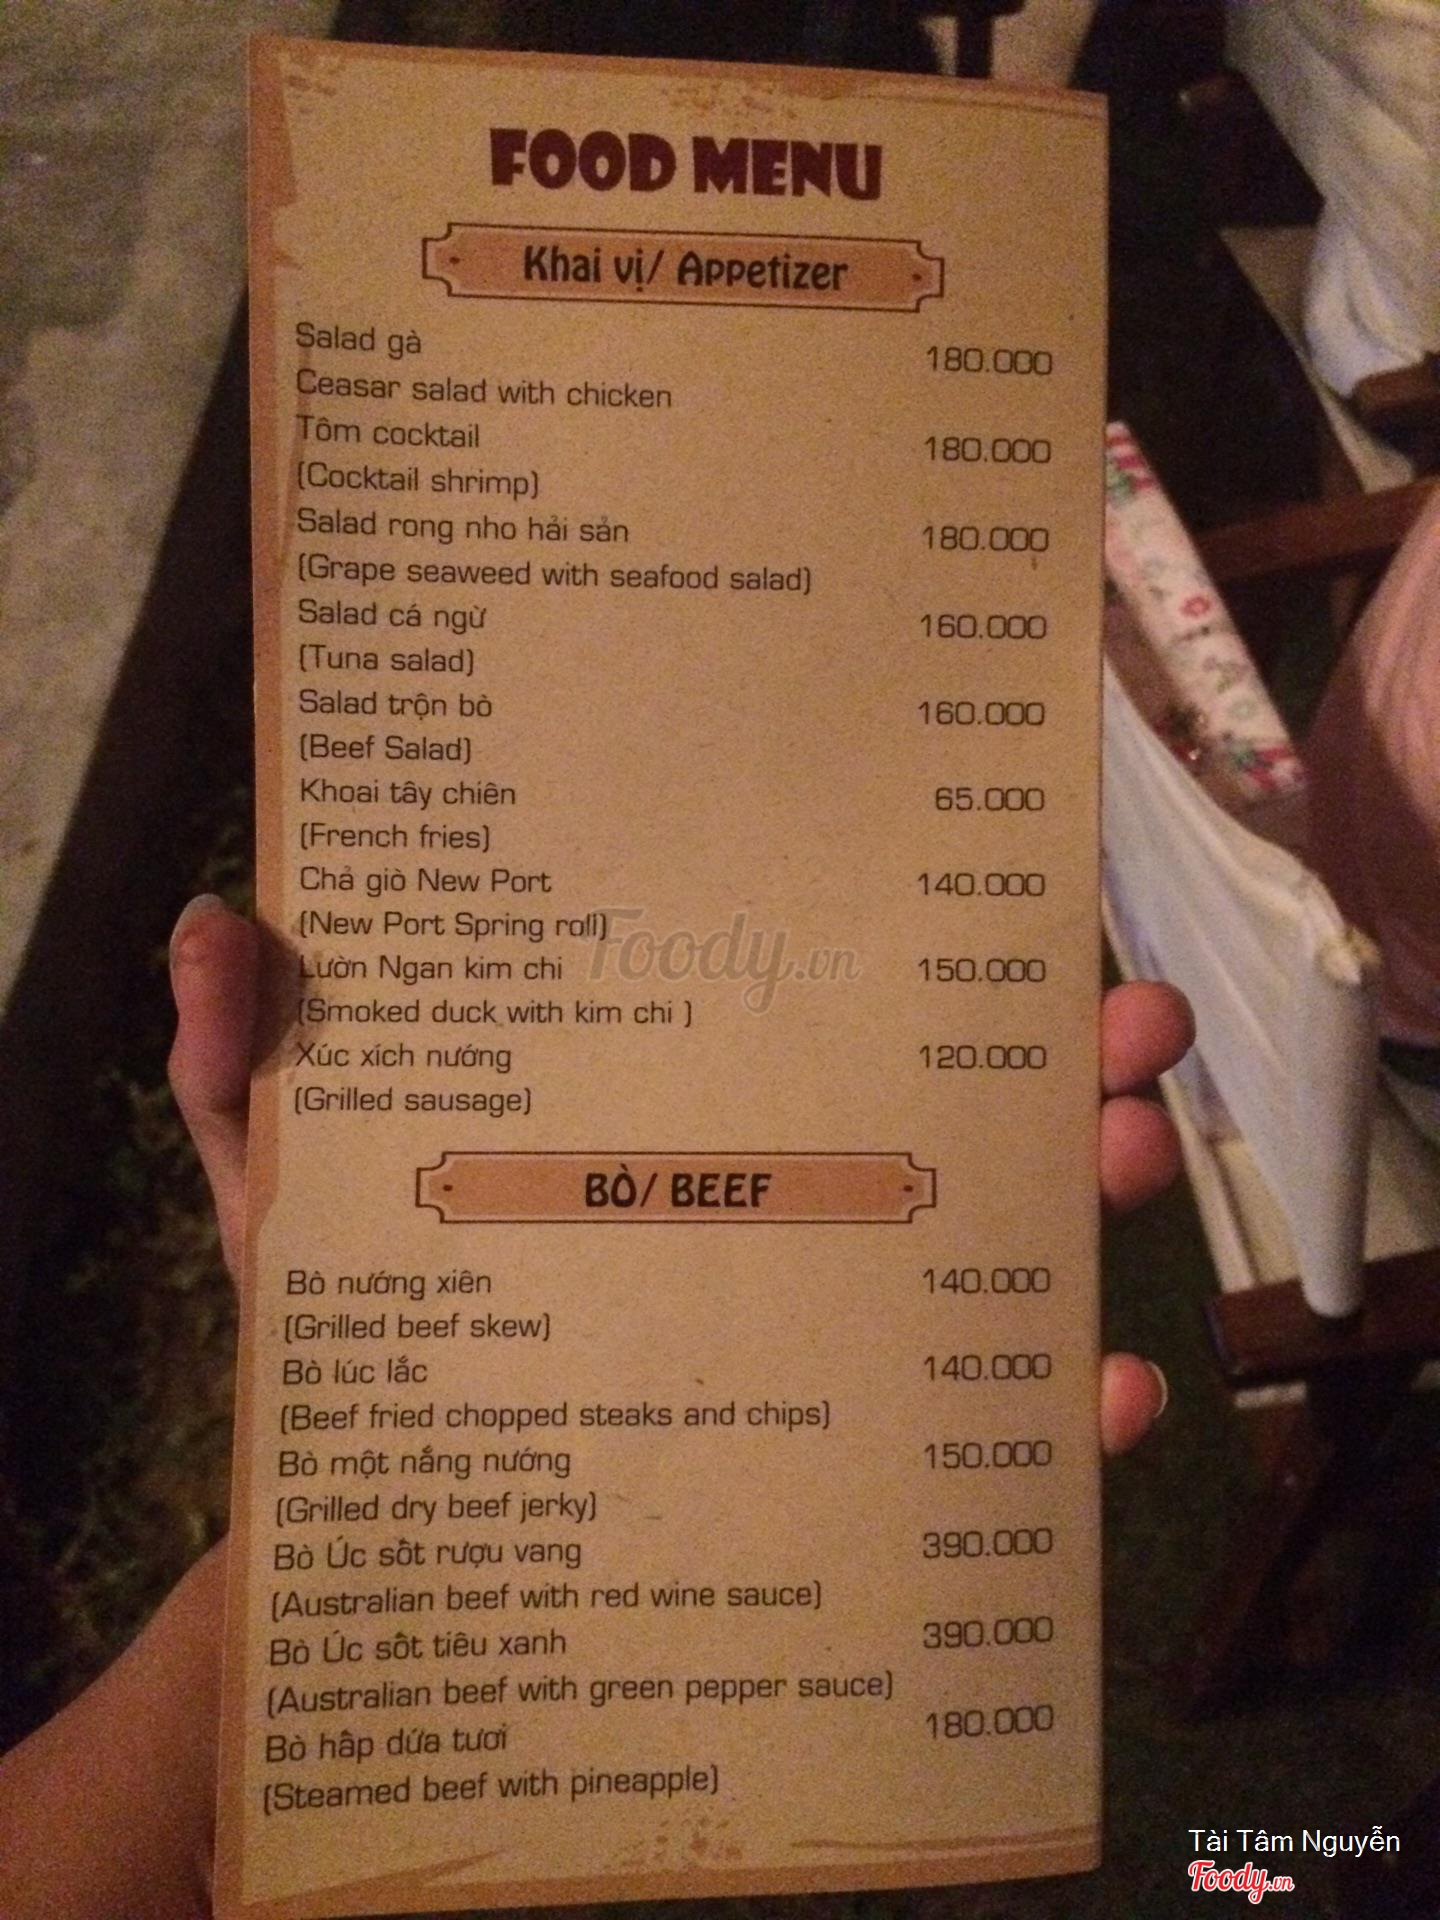 FOOD MENU
Khai vị/ Appetizer
Salad gà 180.000
Ceasar salad with chicken
Tôm cocktail 180.000
(Cocktail shrimp)
Salad rong nho hải sản 180.000
(Grape seaweed with seafood salad)
Salad cá ngừ 160.000
(Tuna salad)
Salad trộn bò 160.000
(Beef Salad)
Khoai tây chiên 65.000
(French fries)
Chả giò New Port 140.000
(New Port Spring roll)
Lườn Ngan kim chi 150.000
(Smoked duck with kim chi )
Xúc xích nướng 120.000
(Grilled sausage)
BÒ/ BEEF
Bò nướng xiên 140.000
(Grilled beef skew)
Bò lúc lắc 140.000
(Beef fried chopped steaks and chips)
Bò một nắng nướng 150.000
(Grilled dry beef jerky)
Bò Úc sốt rượu vang 390.000
(Australian beef with red wine sauce)
Bò Úc sốt tiêu xanh 390.000
(Australian beef with green pepper sauce)
Bò hấp dứa tươi 180.000
(Steamed beef with pineapple)
Foody.vn
Tài Tâm Nguyễn
Foody.vn